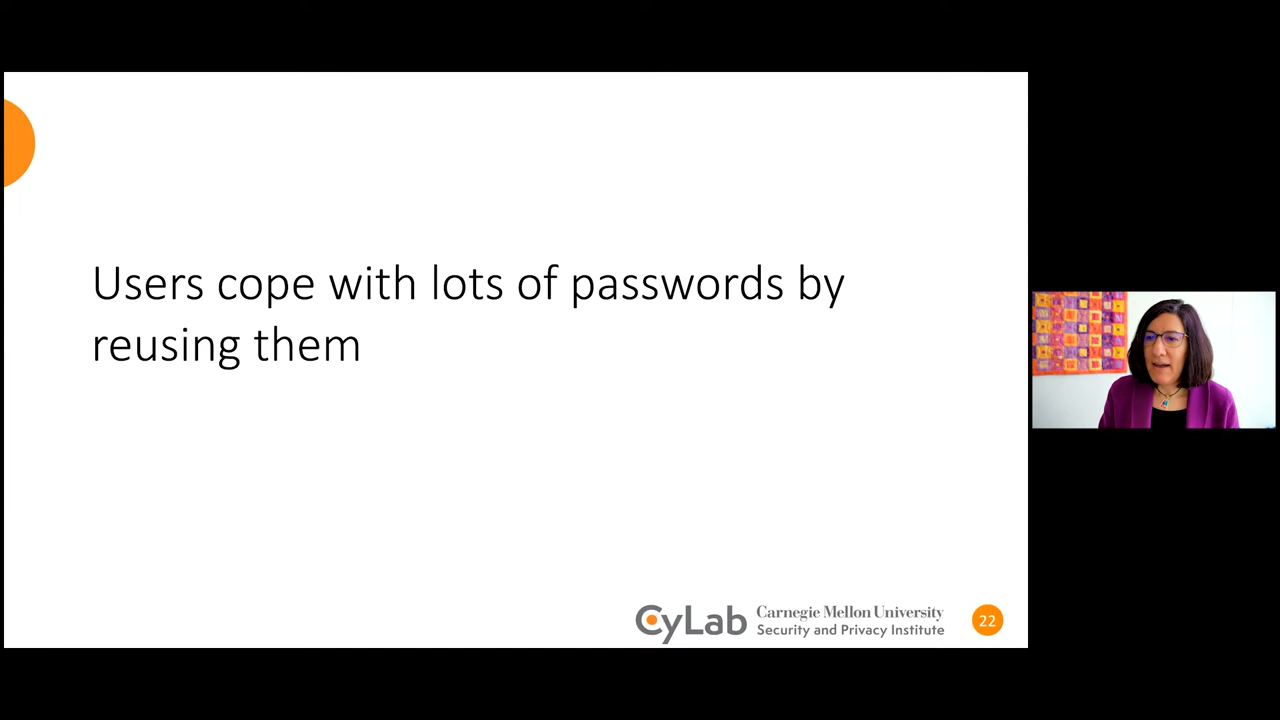 Users cope with lots of passwords by
reusing them
CyLab
Carnegie Mellon University
Security and Privacy Institute
22